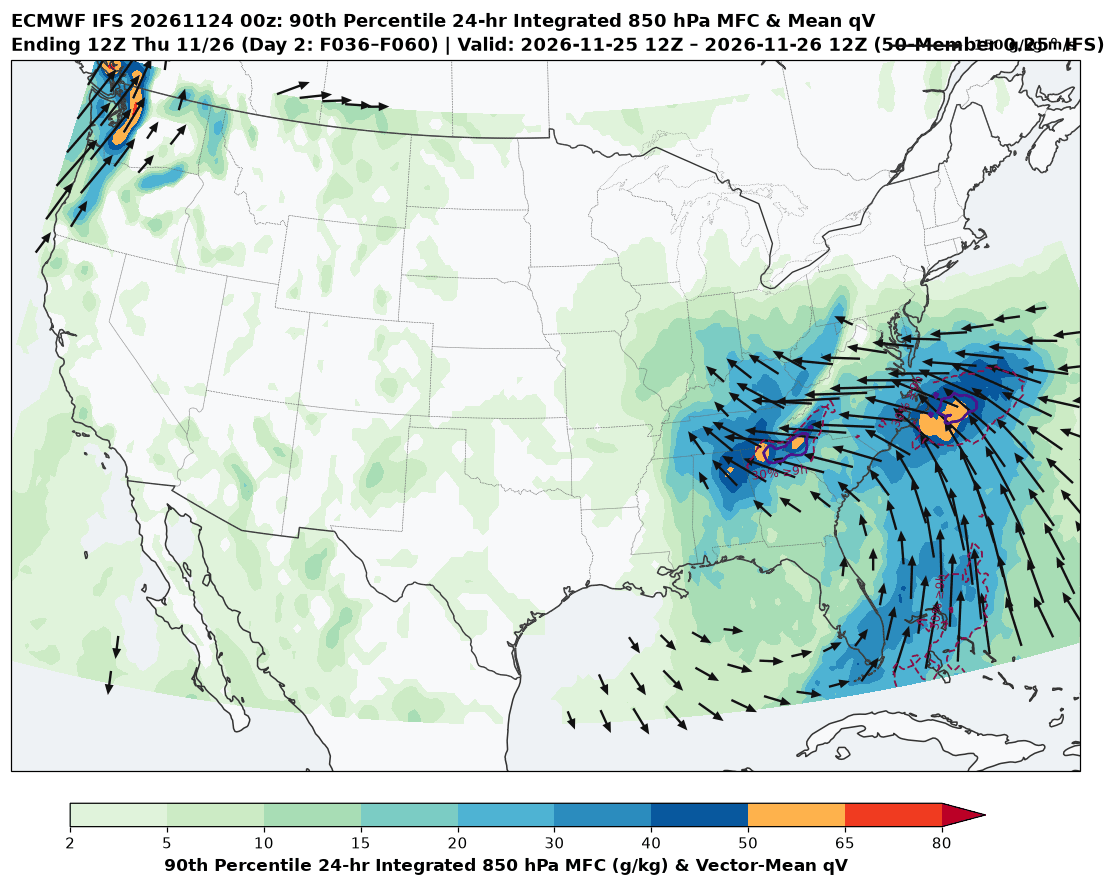 ECMWF IFS 20261124 00z: 90th Percentile 24-hr Integrated 850 hPa MFC & Mean qV
Ending 12Z Thu 11/26 (Day 2: F036–F060) | Valid: 2026-11-25 12Z – 2026-11-26 12Z (50-Member 0.25° IFS)
2 5 10 15 20 30 40 50 65 80
90th Percentile 24-hr Integrated 850 hPa MFC (g/kg) & Vector-Mean qV